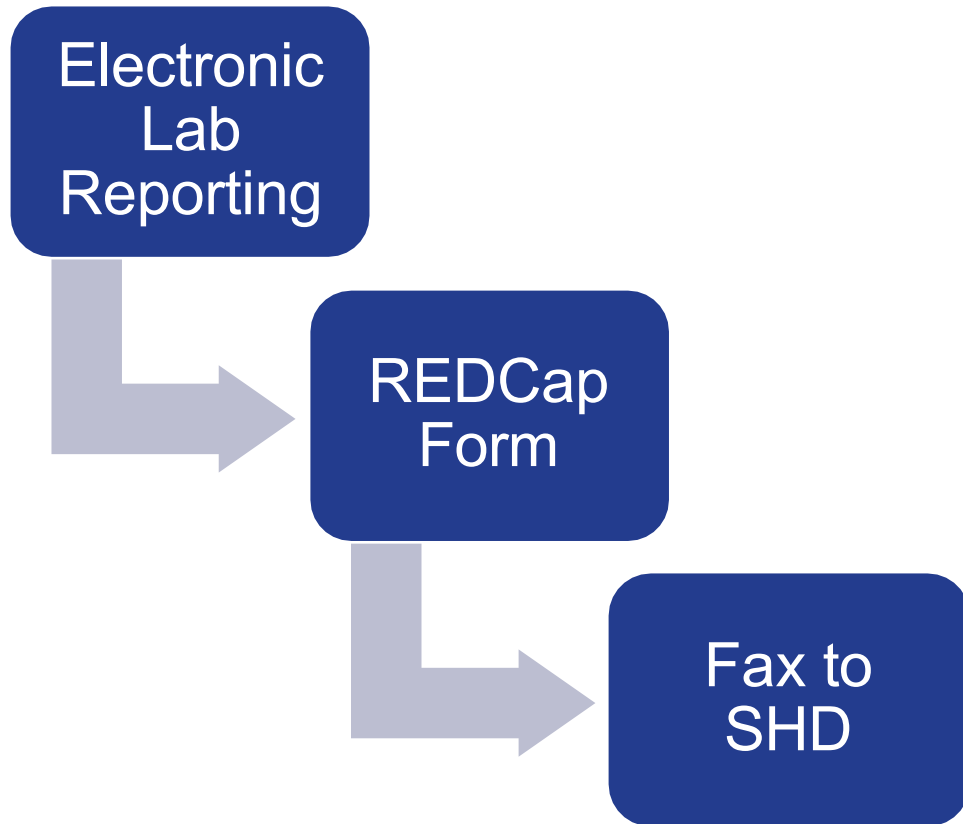 Electronic
Lab
Reporting
REDCap
Form
Fax to
SHD